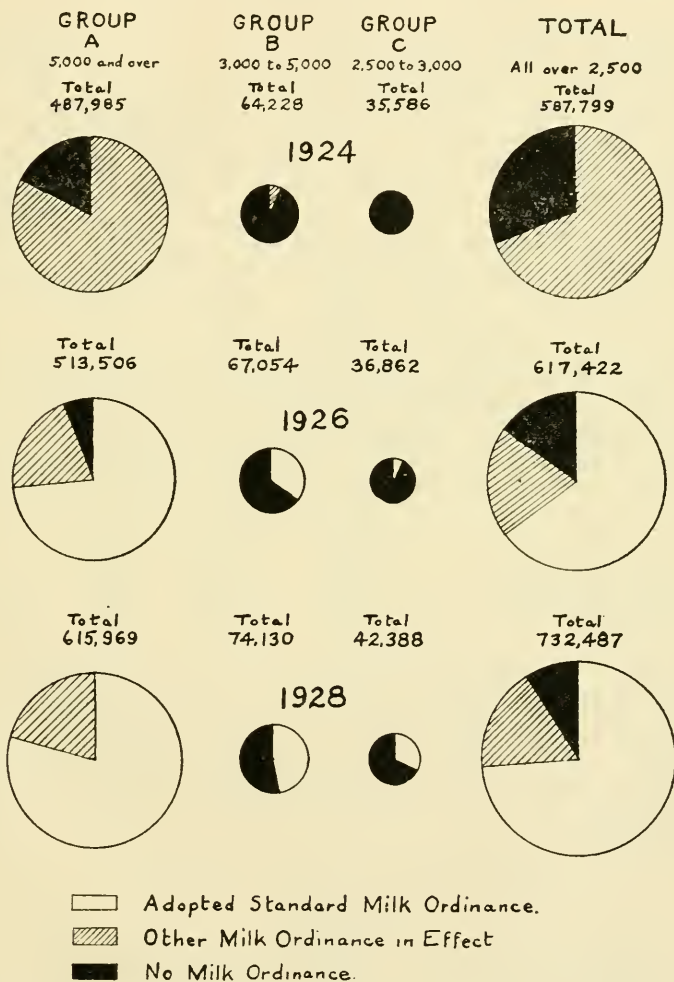 GROUP
A
5,000 and over
Total
487,985
GROUP
B
3,000 to 5,000
Total
64,228
GROUP
C
2,500 to 3,000
Total
35,586
TOTAL
All over 2,500
Total
587,799
1924
Total
513,506
Total
67,054
Total
36,862
Total
617,422
1926
Total
615,969
Total
74,130
Total
42,388
Total
732,487
1928
Adopted Standard Milk Ordinance.
Other Milk Ordinance in Effect
No Milk Ordinance.